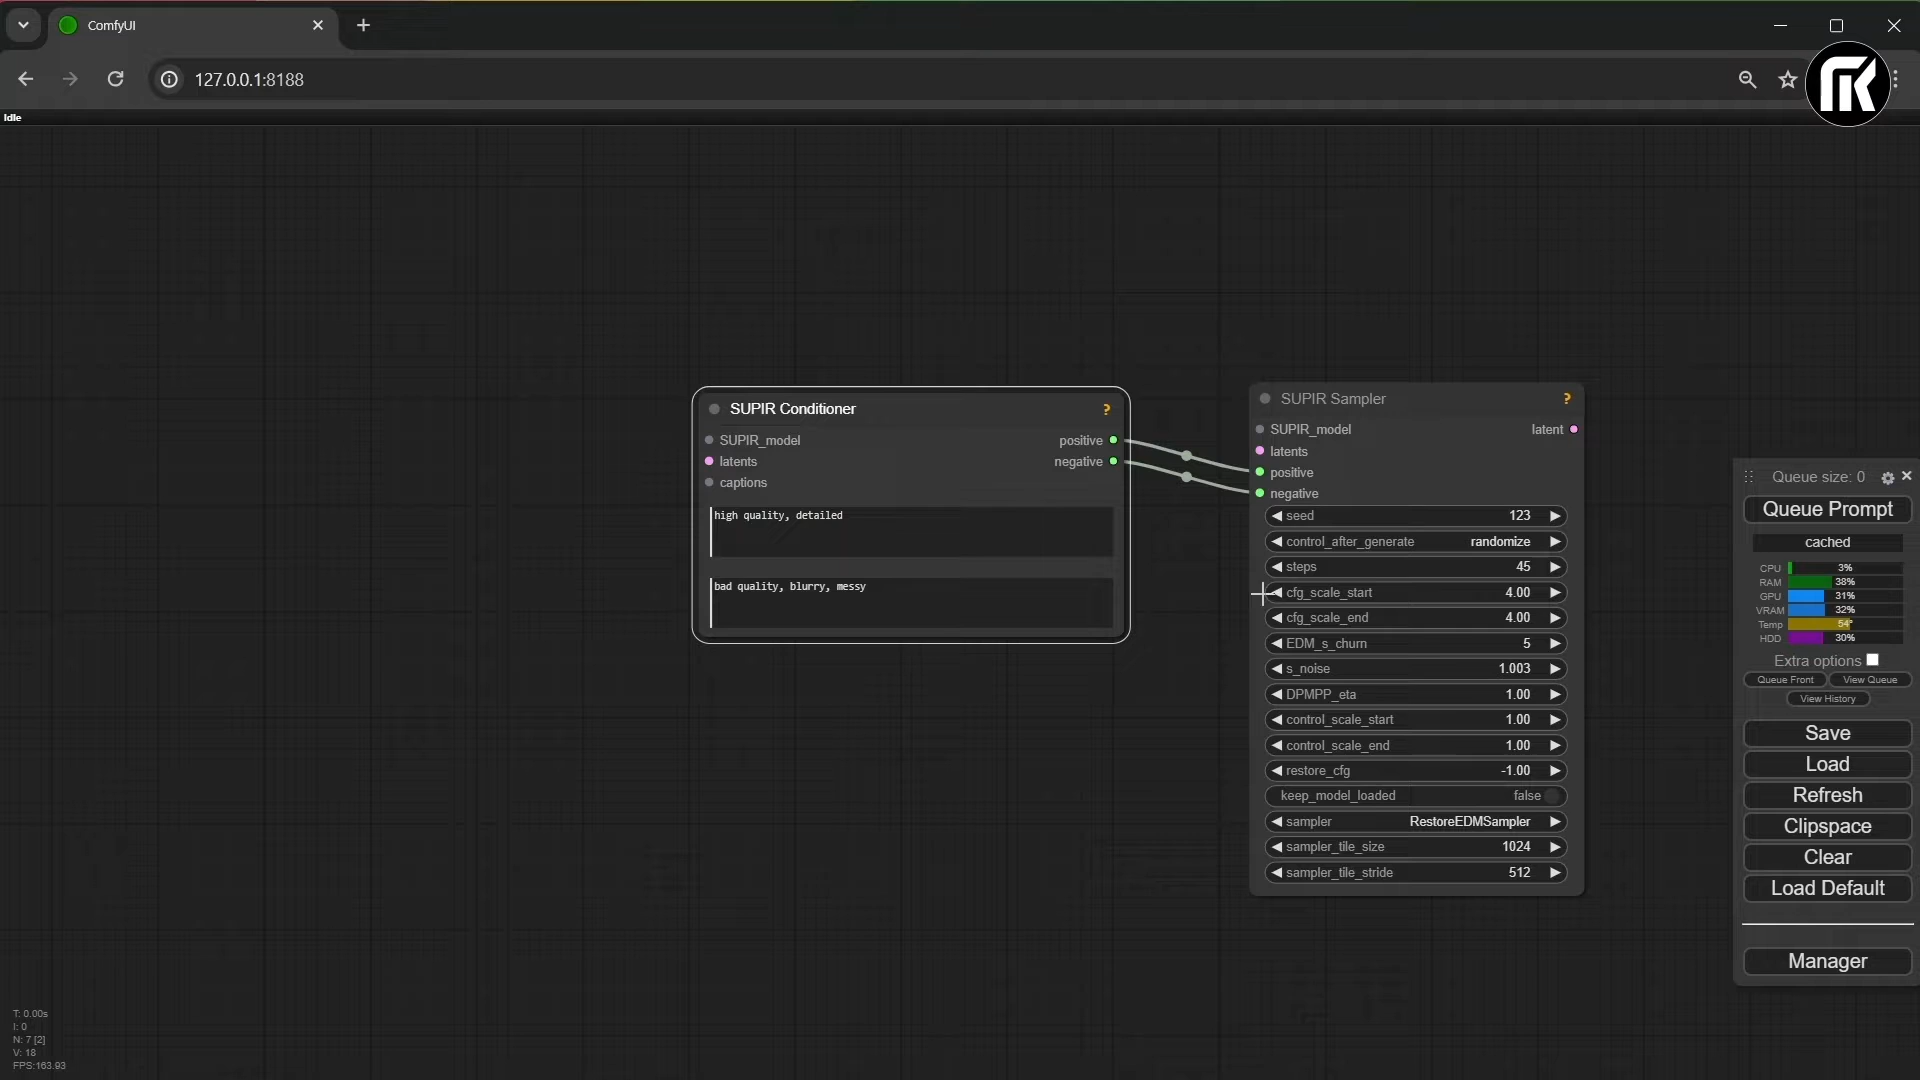 ComfyUI
127.0.0.1:8188
Idle
SUPIR Conditioner ?
SUPIR_model positive
latents negative
captions
high quality, detailed
bad quality, blurry, messy
SUPIR Sampler ?
SUPIR_model latent
latents
positive
negative
seed 123
control_after_generate randomize
steps 45
cfg_scale_start 4.00
cfg_scale_end 4.00
EDM_s_churn 5
s_noise 1.003
DPMPP_eta 1.00
control_scale_start 1.00
control_scale_end 1.00
restore_cfg -1.00
keep_model_loaded false
sampler RestoreEDMSampler
sampler_tile_size 1024
sampler_tile_stride 512
Queue size: 0
Queue Prompt
cached
CPU 3%
RAM 38%
GPU 31%
VRAM 32%
Temp 54°
HDD 30%
Extra options
Queue Front View Queue
View History
Save
Load
Refresh
Clipspace
Clear
Load Default
Manager
T: 0.00s
I: 0
N: 7 [2]
V: 18
FPS:163.93